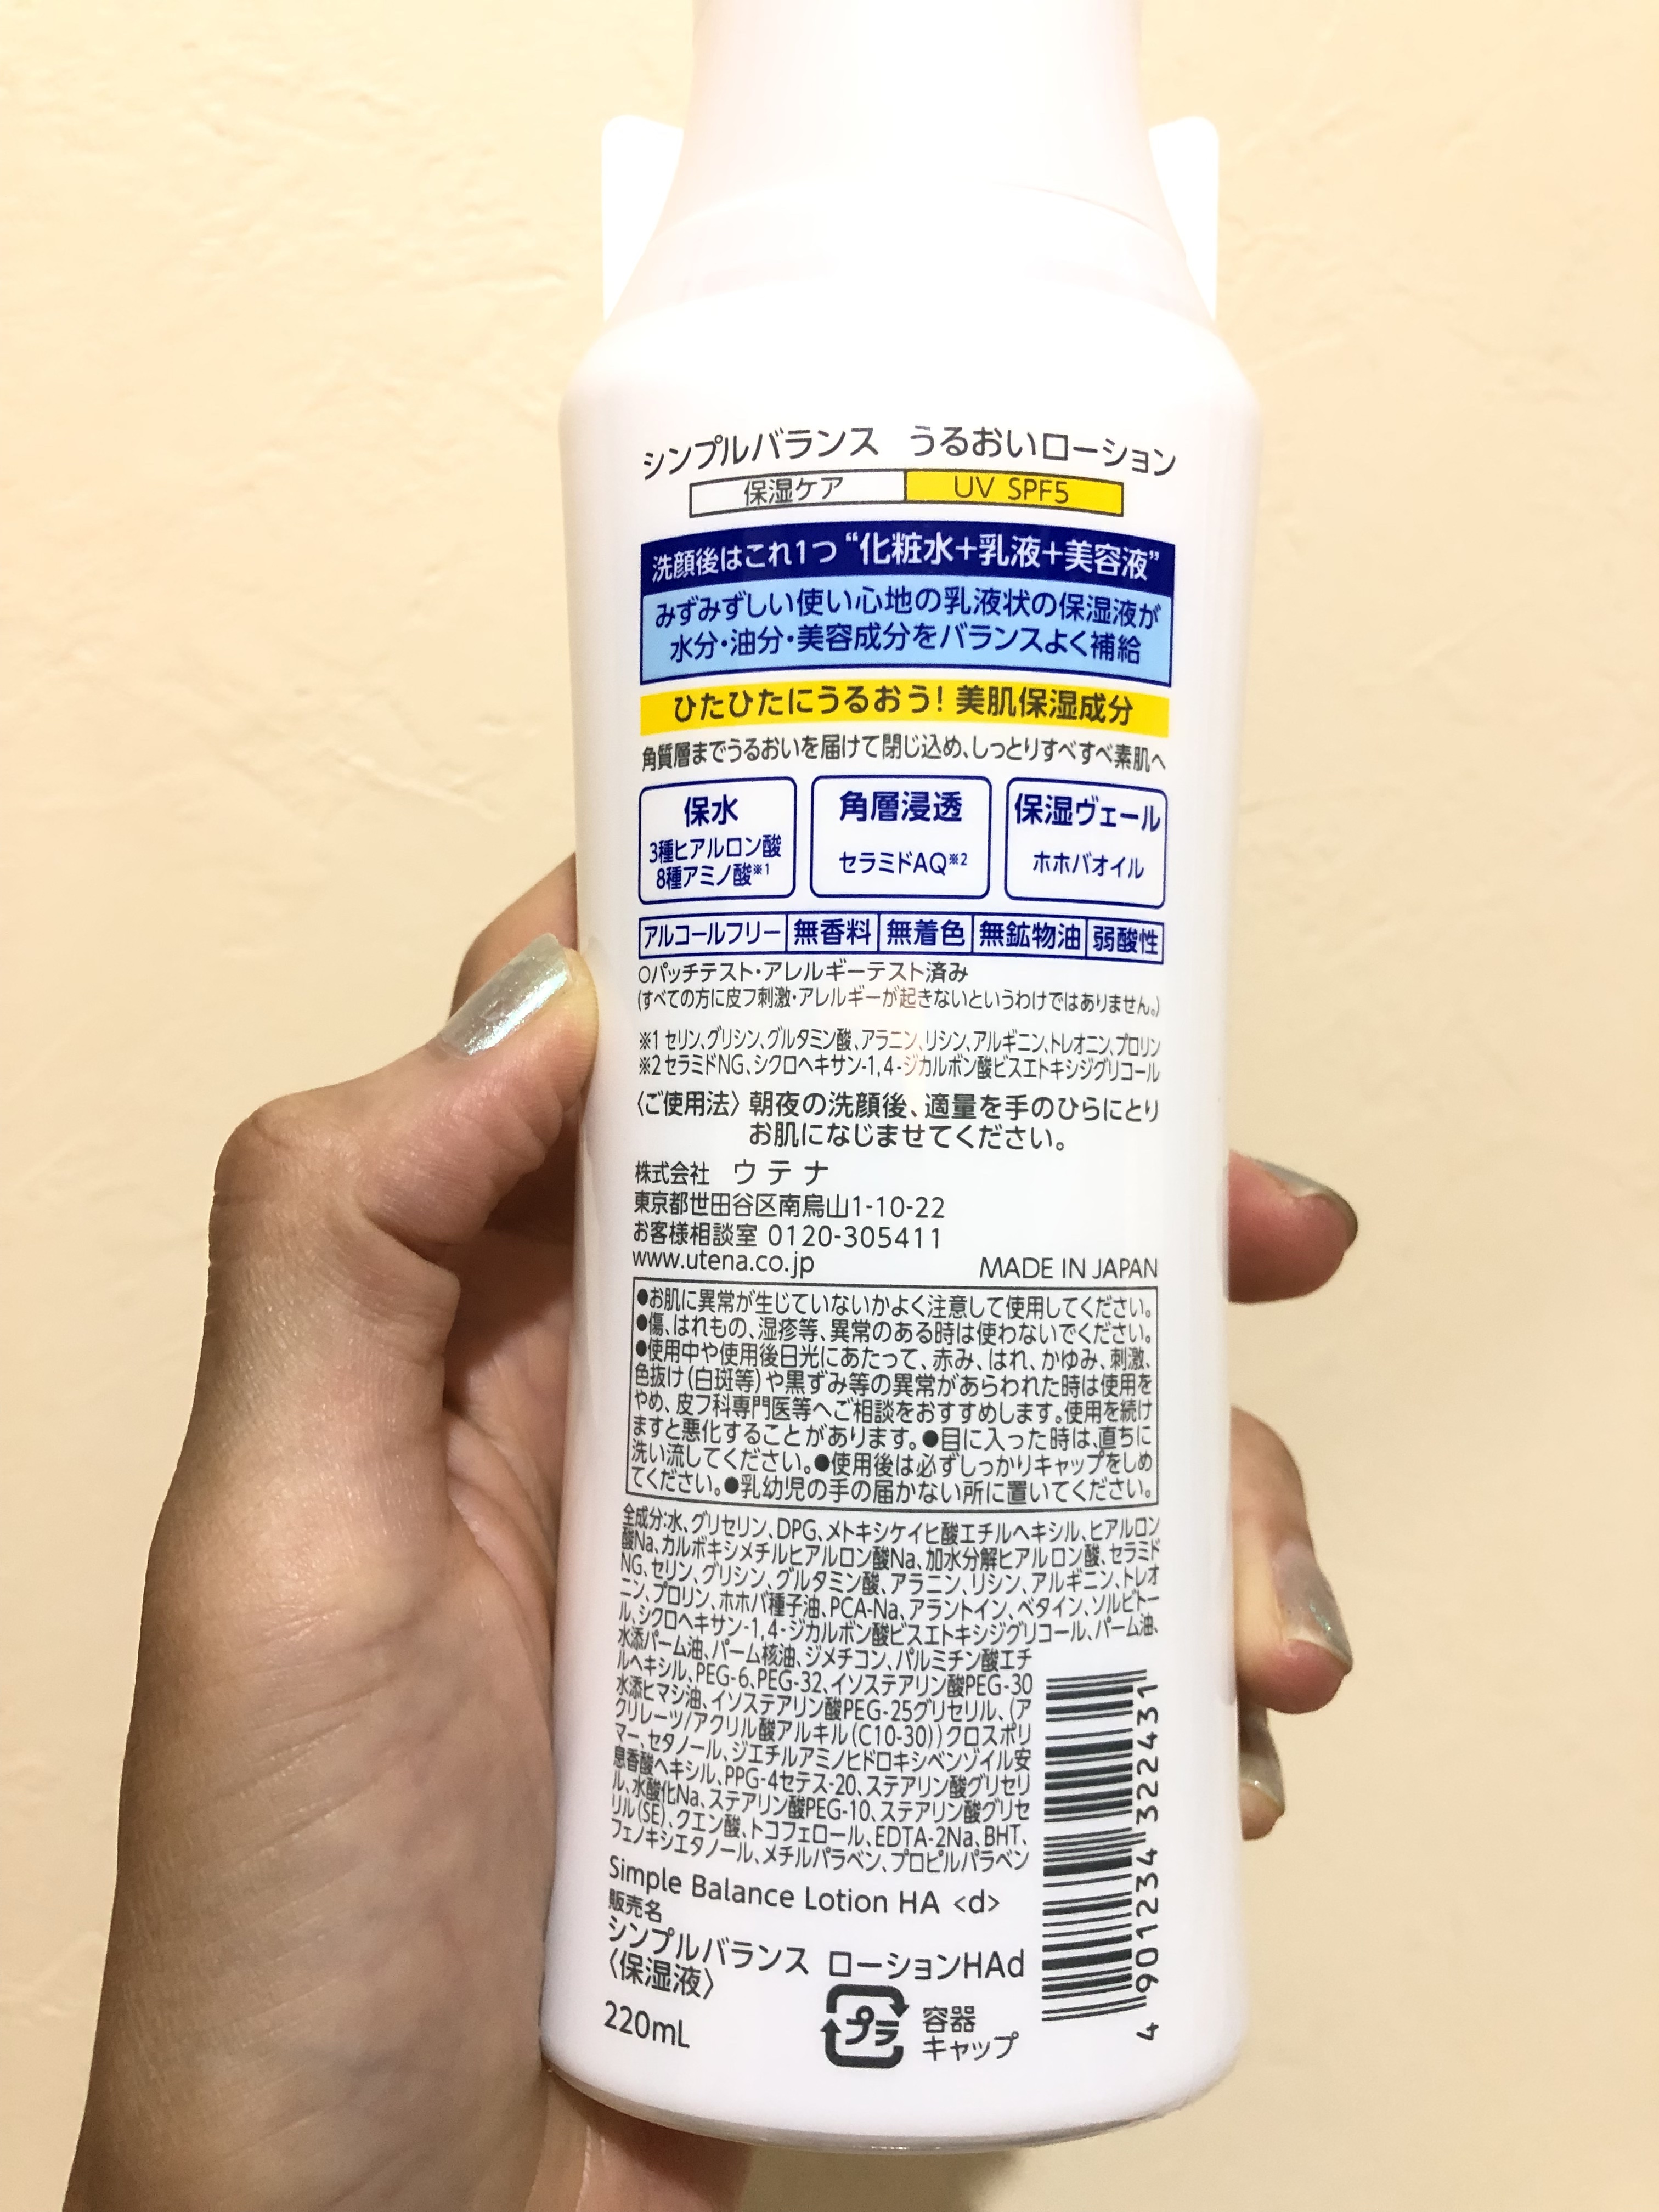 シンプルバランス うるおいローション
保湿ケア UV SPF5
洗顔後はこれ1つ“化粧水+乳液+美容液”
みずみずしい使い心地の乳液状の保湿液が
水分・油分・美容成分をバランスよく補給
ひたひたにうるおう!美肌保湿成分
角質層までうるおいを届けて閉じ込め、しっとりすべすべ素肌へ
保水
3種ヒアルロン酸
8種アミノ酸※1
角層浸透
セラミドAQ※2
保湿ヴェール
ホホバオイル
アルコールフリー 無香料 無着色 無鉱物油 弱酸性
○パッチテスト・アレルギーテスト済み
(すべての方に皮フ刺激・アレルギーが起きないというわけではありません。)
※1 セリン、グリシン、グルタミン酸、アラニン、リシン、アルギニン、トレオニン、プロリン
※2 セラミドNG、シクロヘキサン-1,4-ジカルボン酸ビスエトキシジグリコール
〈ご使用法〉朝夜の洗顔後、適量を手のひらにとり
お肌になじませてください。
株式会社 ウテナ
東京都世田谷区南烏山1-10-22
お客様相談室 0120-305411
www.utena.co.jp MADE IN JAPAN
●お肌に異常が生じていないかよく注意して使用してください。
●傷、はれもの、湿疹等、異常のある時は使わないでください。
●使用中や使用後日光にあたって、赤み、はれ、かゆみ、刺激、
色抜け(白斑等)や黒ずみ等の異常があらわれた時は使用を
やめ、皮フ科専門医等へご相談をおすすめします。使用を続け
ますと悪化することがあります。●目に入った時は、直ちに
洗い流してください。●使用後は必ずしっかりキャップをしめ
てください。●乳幼児の手の届かない所に置いてください。
全成分:水、グリセリン、DPG、メトキシケイヒ酸エチルヘキシル、ヒアルロン
酸Na、カルボキシメチルヒアルロン酸Na、加水分解ヒアルロン酸、セラミド
NG、セリン、グリシン、グルタミン酸、アラニン、リシン、アルギニン、トレオ
ニン、プロリン、ホホバ種子油、PCA-Na、アラントイン、ベタイン、ソルビトー
ル、シクロヘキサン-1,4-ジカルボン酸ビスエトキシジグリコール、パーム油、
水添パーム油、パーム核油、ジメチコン、パルミチン酸エチ
ルヘキシル、PEG-6、PEG-32、イソステアリン酸PEG-30
水添ヒマシ油、イソステアリン酸PEG-25グリセリル、(ア
クリレーツ/アクリル酸アルキル(C10-30))クロスポリ
マー、セタノール、ジエチルアミノヒドロキシベンゾイル安
息香酸ヘキシル、PPG-4セテス-20、ステアリン酸グリセリ
ル、水酸化Na、ステアリン酸PEG-10、ステアリン酸グリセ
リル(SE)、クエン酸、トコフェロール、EDTA-2Na、BHT、
フェノキシエタノール、メチルパラベン、プロピルパラベン
Simple Balance Lotion HA <d>
販売名
シンプルバランス ローションHAd
〈保湿液〉
220mL
プラ
容器
キャップ
4 901234 322431